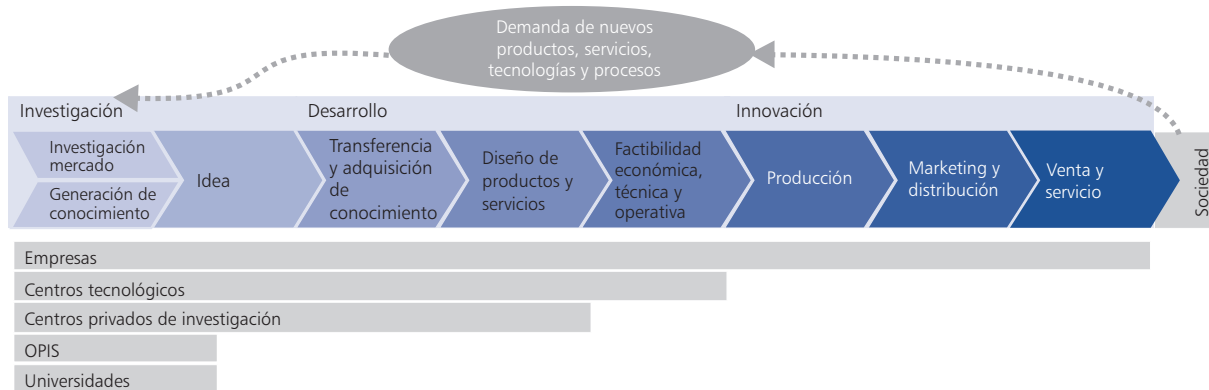 Demanda de nuevos
productos, servicios,
tecnologías y procesos
Investigación
Desarrollo
Innovación
Investigación
mercado
Generación de
conocimiento
Idea
Transferencia
y adquisición
de
conocimiento
Diseño de
productos y
servicios
Factibilidad
económica,
técnica y
operativa
Producción
Marketing y
distribución
Venta y
servicio
Sociedad
Empresas
Centros tecnológicos
Centros privados de investigación
OPIS
Universidades